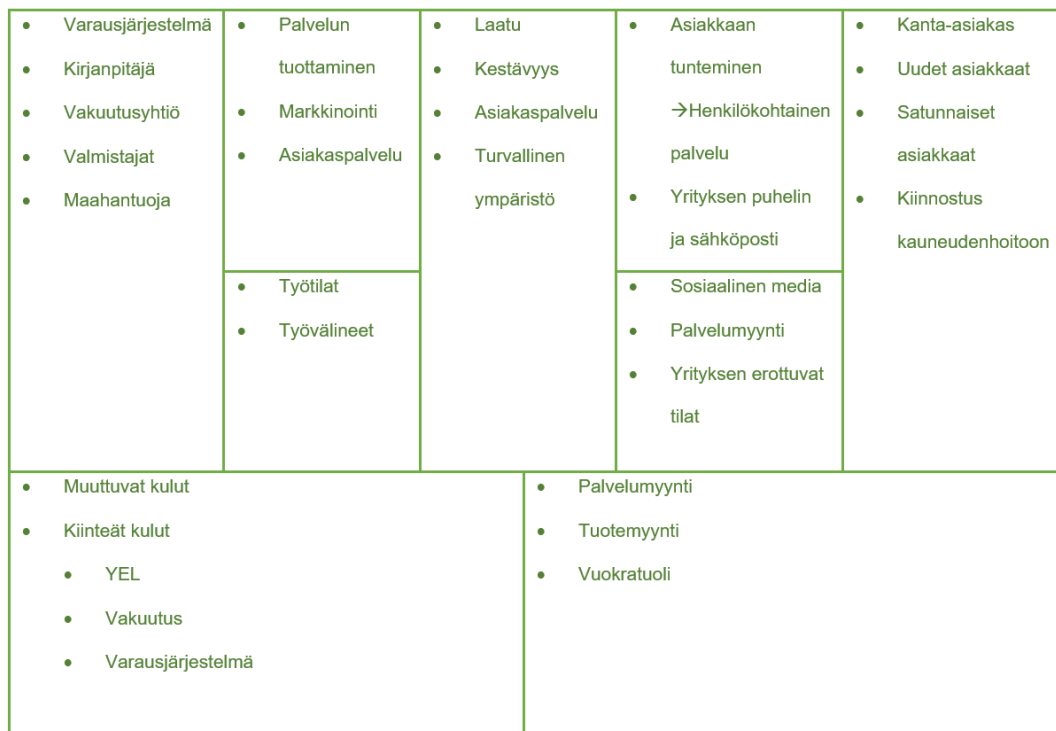 • Varausjärjestelmä
• Kirjanpitäjä
• Vakuutusyhtiö
• Valmistajat
• Maahantuoja
• Palvelun
tuottaminen
• Markkinointi
• Asiakaspalvelu
• Työtilat
• Työvälineet
• Laatu
• Kestävyys
• Asiakaspalvelu
• Turvallinen
ympäristö
• Asiakkaan
tunteminen
→Henkilökohtainen
palvelu
• Yrityksen puhelin
ja sähköposti
• Sosiaalinen media
• Palvelumyynti
• Yrityksen erottuvat
tilat
• Kanta-asiakas
• Uudet asiakkaat
• Satunnaiset
asiakkaat
• Kiinnostus
kauneudenhoitoon
• Muuttuvat kulut
• Kiinteät kulut
• YEL
• Vakuutus
• Varausjärjestelmä
• Palvelumyynti
• Tuotemyynti
• Vuokratuoli